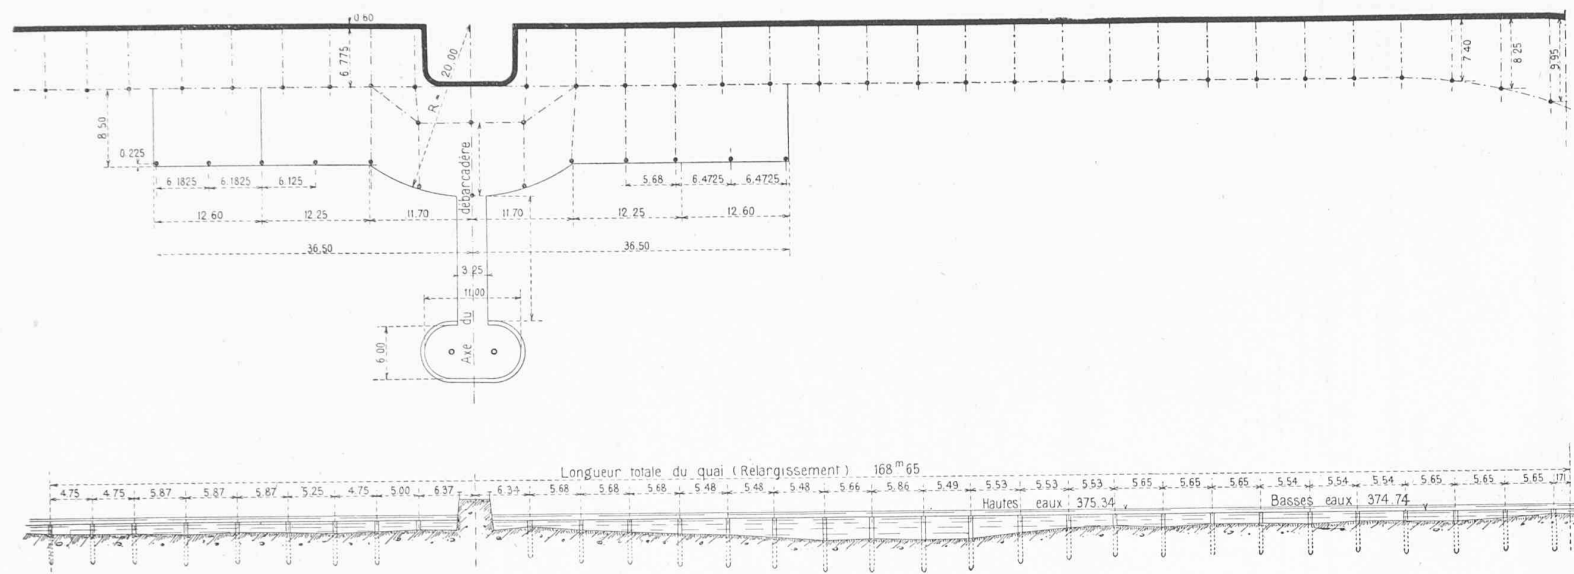 0.60
6.775
R = 20.00
7.40
8.25
9.95
8.50
0.225
6.1825 6.1825 6.125
5.68 6.4725 6.4725
12.60 12.25 11.70 11.70 12.25 12.60
36.50 36.50
3.25
11.00
6.00
Axe du débarcadère
Longueur totale du quai (Relargissement) 168m65
4.75 4.75 5.87 5.87 5.87 5.25 4.75 5.00 6.37 6.34 5.68 5.68 5.68 5.48 5.48 5.48 5.66 5.86 5.49 5.53 5.53 5.53 5.65 5.65 5.65 5.54 5.54 5.54 5.65 5.65 5.65 1.71
Hautes eaux 375.34 Basses eaux 374.74